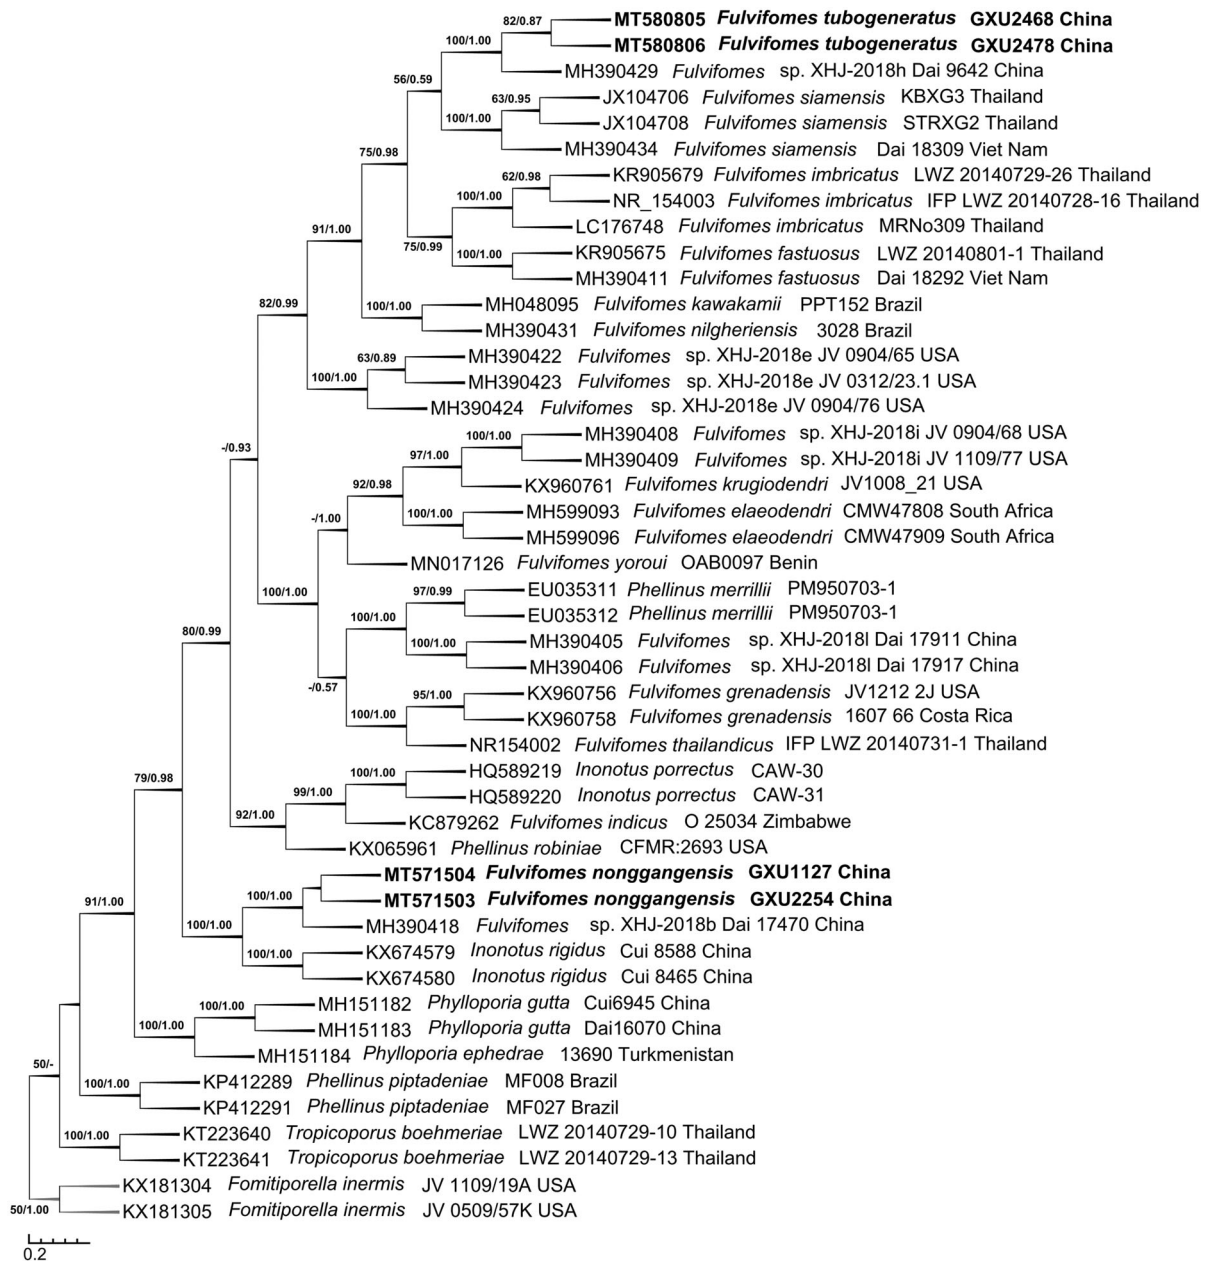 82/0.87
MT580805 Fulvifomes tubogeneratus GXU2468 China
100/1.00
MT580806 Fulvifomes tubogeneratus GXU2478 China
MH390429 Fulvifomes sp. XHJ-2018h Dai 9642 China
56/0.59
63/0.95
JX104706 Fulvifomes siamensis KBXG3 Thailand
100/1.00
JX104708 Fulvifomes siamensis STRXG2 Thailand
MH390434 Fulvifomes siamensis Dai 18309 Viet Nam
75/0.98
62/0.98
KR905679 Fulvifomes imbricatus LWZ 20140729-26 Thailand
100/1.00
NR_154003 Fulvifomes imbricatus IFP LWZ 20140728-16 Thailand
LC176748 Fulvifomes imbricatus MRNo309 Thailand
91/1.00
75/0.99
100/1.00
KR905675 Fulvifomes fastuosus LWZ 20140801-1 Thailand
MH390411 Fulvifomes fastuosus Dai 18292 Viet Nam
82/0.99
100/1.00
MH048095 Fulvifomes kawakamii PPT152 Brazil
MH390431 Fulvifomes nilgheriensis 3028 Brazil
63/0.89
MH390422 Fulvifomes sp. XHJ-2018e JV 0904/65 USA
100/1.00
MH390423 Fulvifomes sp. XHJ-2018e JV 0312/23.1 USA
MH390424 Fulvifomes sp. XHJ-2018e JV 0904/76 USA
-/0.93
100/1.00
MH390408 Fulvifomes sp. XHJ-2018i JV 0904/68 USA
97/1.00
MH390409 Fulvifomes sp. XHJ-2018i JV 1109/77 USA
92/0.98
KX960761 Fulvifomes krugiodendri JV1008_21 USA
-/1.00
100/1.00
MH599093 Fulvifomes elaeodendri CMW47808 South Africa
MH599096 Fulvifomes elaeodendri CMW47909 South Africa
MN017126 Fulvifomes yoroui OAB0097 Benin
100/1.00
97/0.99
EU035311 Phellinus merrillii PM950703-1
100/1.00
EU035312 Phellinus merrillii PM950703-1
80/0.99
100/1.00
MH390405 Fulvifomes sp. XHJ-2018l Dai 17911 China
MH390406 Fulvifomes sp. XHJ-2018l Dai 17917 China
-/0.57
95/1.00
KX960756 Fulvifomes grenadensis JV1212 2J USA
100/1.00
KX960758 Fulvifomes grenadensis 1607 66 Costa Rica
NR154002 Fulvifomes thailandicus IFP LWZ 20140731-1 Thailand
79/0.98
100/1.00
HQ589219 Inonotus porrectus CAW-30
99/1.00
HQ589220 Inonotus porrectus CAW-31
92/1.00
KC879262 Fulvifomes indicus O 25034 Zimbabwe
KX065961 Phellinus robiniae CFMR:2693 USA
MT571504 Fulvifomes nonggangensis GXU1127 China
100/1.00
MT571503 Fulvifomes nonggangensis GXU2254 China
91/1.00
100/1.00
MH390418 Fulvifomes sp. XHJ-2018b Dai 17470 China
100/1.00
KX674579 Inonotus rigidus Cui 8588 China
KX674580 Inonotus rigidus Cui 8465 China
100/1.00
MH151182 Phylloporia gutta Cui6945 China
100/1.00
MH151183 Phylloporia gutta Dai16070 China
MH151184 Phylloporia ephedrae 13690 Turkmenistan
50/-
100/1.00
KP412289 Phellinus piptadeniae MF008 Brazil
KP412291 Phellinus piptadeniae MF027 Brazil
100/1.00
KT223640 Tropicoporus boehmeriae LWZ 20140729-10 Thailand
KT223641 Tropicoporus boehmeriae LWZ 20140729-13 Thailand
KX181304 Fomitiporella inermis JV 1109/19A USA
50/1.00
KX181305 Fomitiporella inermis JV 0509/57K USA
0.2